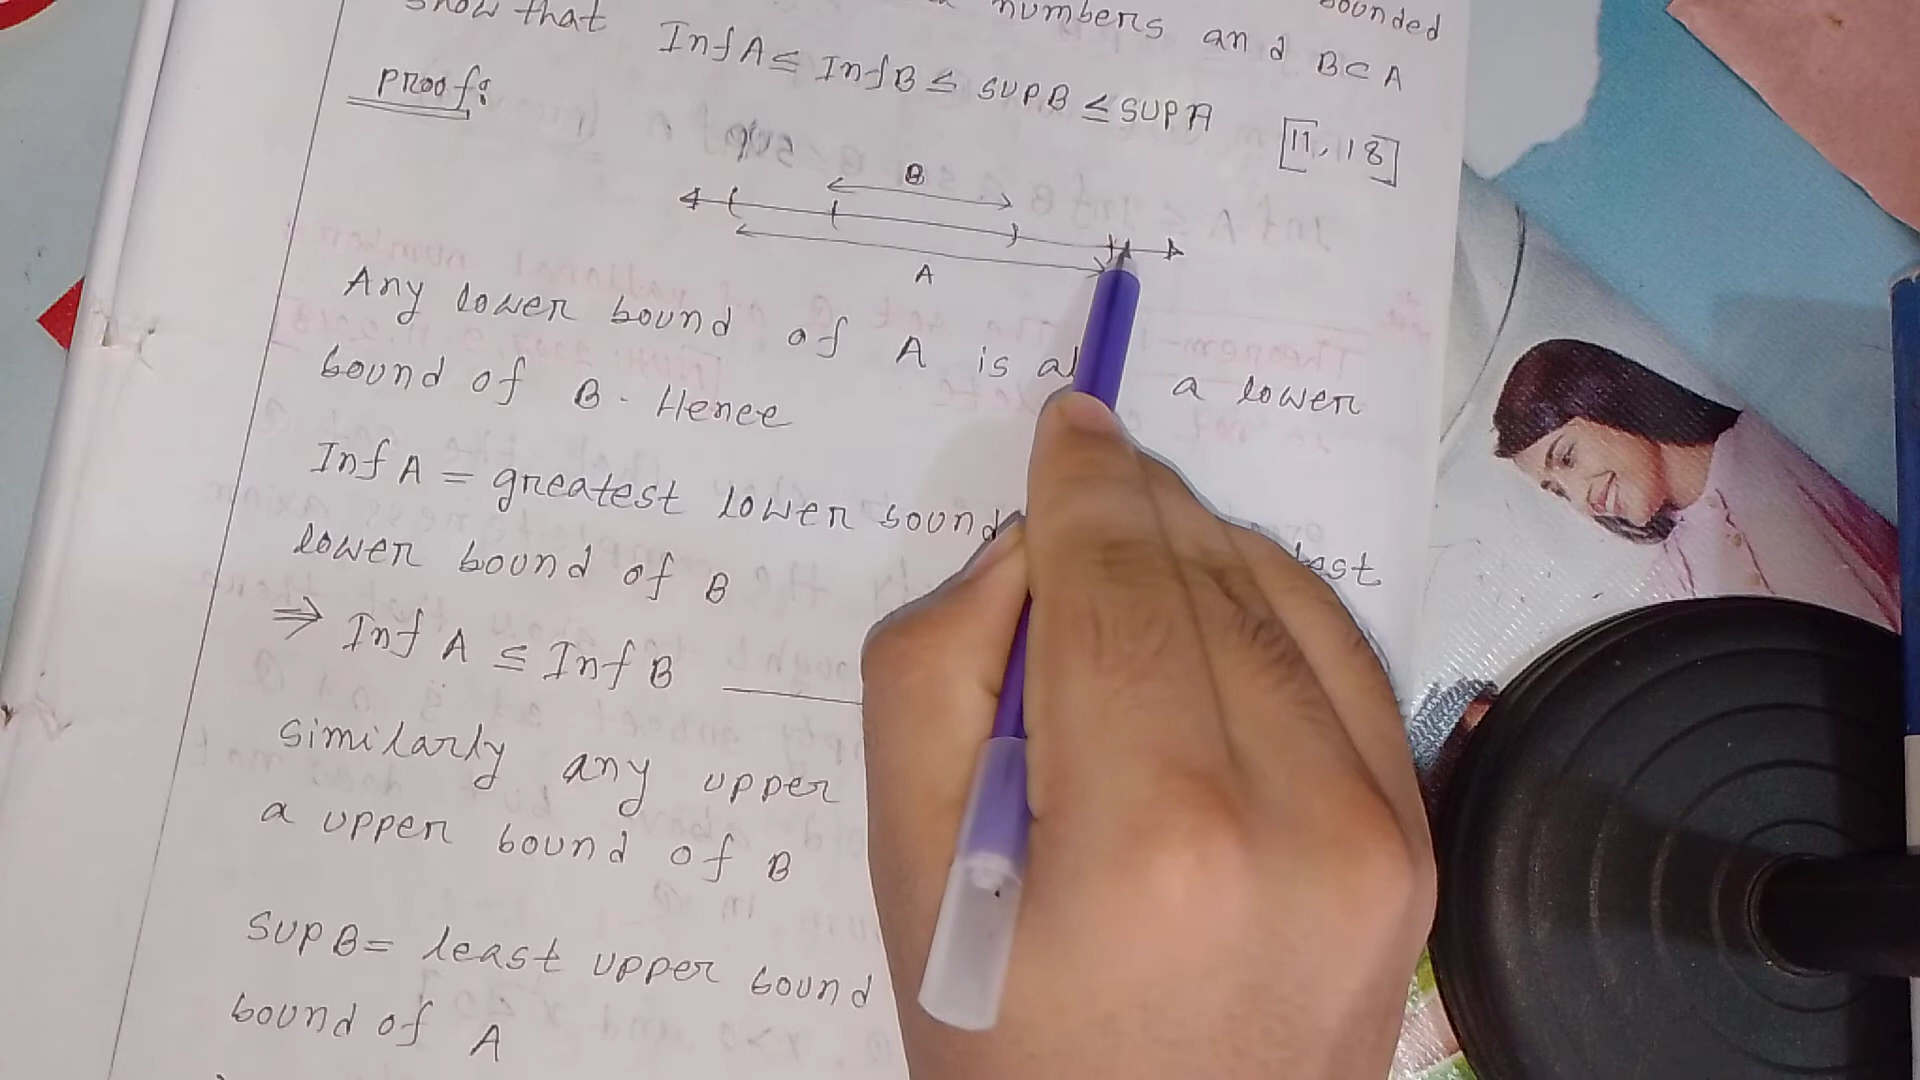 numbers and bounded B⊂A
Show that Inf A ≤ Inf B ≤ SUP B ≤ SUP A [11, 18]
Proof:
B
A
Any lower bound of A is a lower
bound of B. Hence
Inf A = greatest lower bound
lower bound of B
⇒ Inf A ≤ Inf B
Similarly any upper
a upper bound of B
SUP B = least upper bound
bound of A